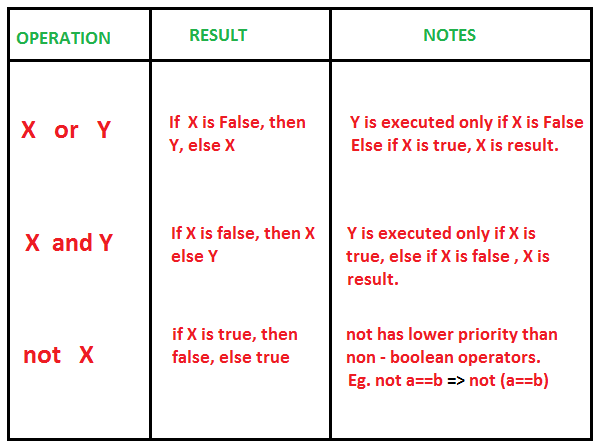 OPERATION RESULT NOTES
X or Y
If X is False, then
Y, else X
Y is executed only if X is False
Else if X is true, X is result.
X and Y
If X is false, then X
else Y
Y is executed only if X is
true, else if X is false , X is
result.
not X
if X is true, then
false, else true
not has lower priority than
non - boolean operators.
Eg. not a==b => not (a==b)